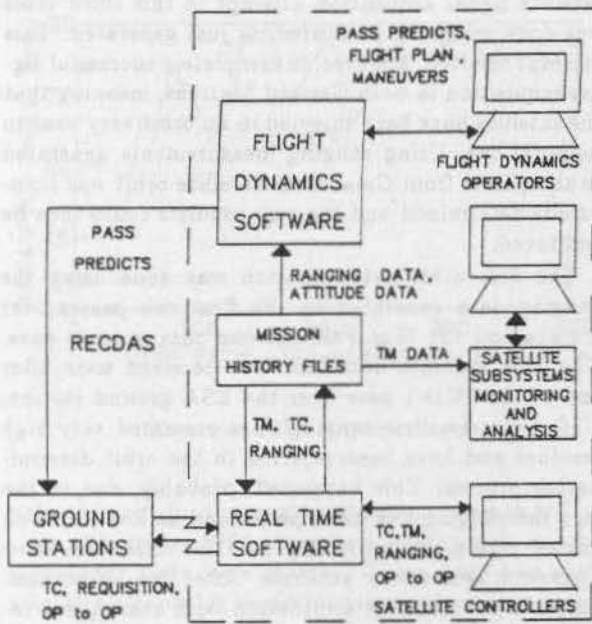 PASS PREDICTS,
FLIGHT PLAN
MANEUVERS
FLIGHT
DYNAMICS
SOFTWARE
FLIGHT DYNAMICS
OPERATORS
PASS
PREDICTS
RANGING DATA,
ATTITUDE DATA
RECDAS
MISSION
HISTORY FILES
TM DATA
SATELLITE
SUBSYSTEMS
MONITORING
AND
ANALYSIS
TM, TC,
RANGING,
GROUND
STATIONS
REAL TIME
SOFTWARE
TC,TM,
RANGING,
OP to OP
TC, REQUISITION,
OP to OP
SATELLITE CONTROLLERS